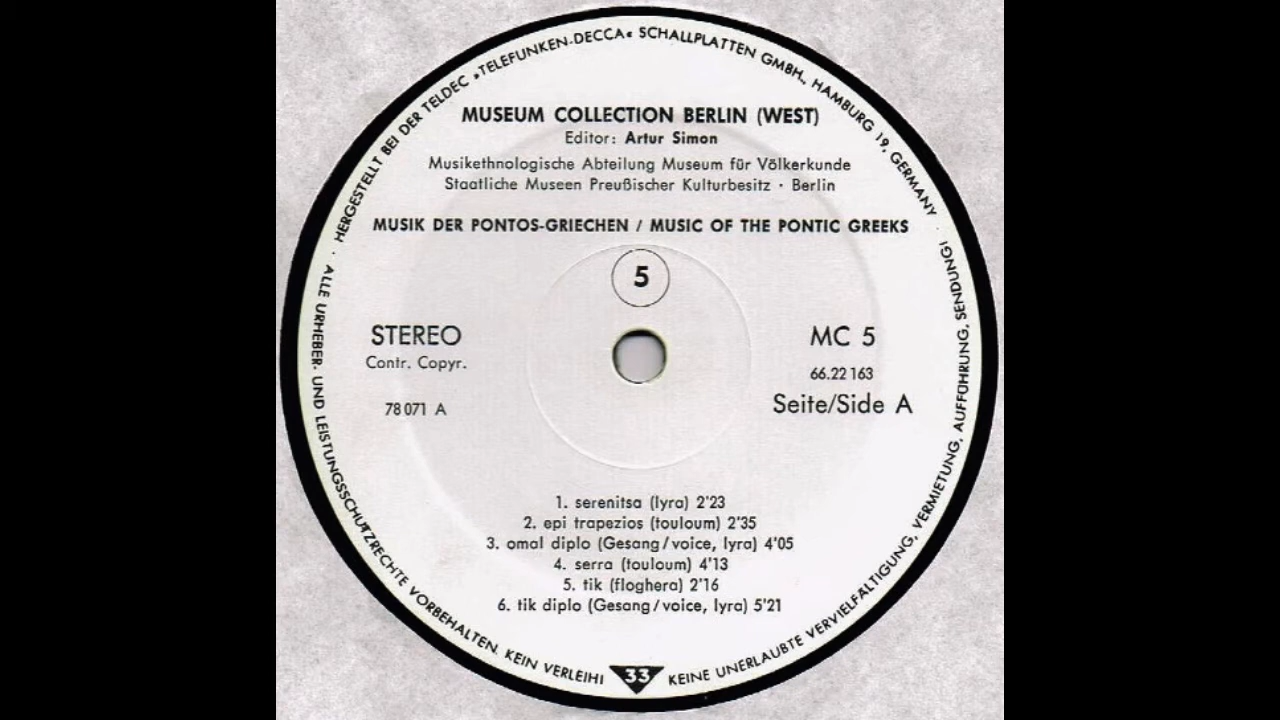 HERGESTELLT BEI DER TELDEC »TELEFUNKEN-DECCA« SCHALLPLATTEN GMBH., HAMBURG 19, GERMANY ·
MUSEUM COLLECTION BERLIN (WEST)
Editor: Artur Simon
Musikethnologische Abteilung Museum für Völkerkunde
Staatliche Museen Preußischer Kulturbesitz · Berlin
MUSIK DER PONTOS-GRIECHEN / MUSIC OF THE PONTIC GREEKS
5
STEREO
Contr. Copyr.
78 071 A
MC 5
66.22 163
Seite/Side A
1. serenitsa (lyra) 2'23
2. epi trapezios (touloum) 2'35
3. omal diplo (Gesang/voice, lyra) 4'05
4. serra (touloum) 4'13
5. tik (floghera) 2'16
6. tik diplo (Gesang/voice, lyra) 5'21
· ALLE URHEBER- UND LEISTUNGSSCHUTZRECHTE VORBEHALTEN. KEIN VERLEIH!
33
KEINE UNERLAUBTE VERVIELFÄLTIGUNG, VERMIETUNG, AUFFÜHRUNG, SENDUNG!